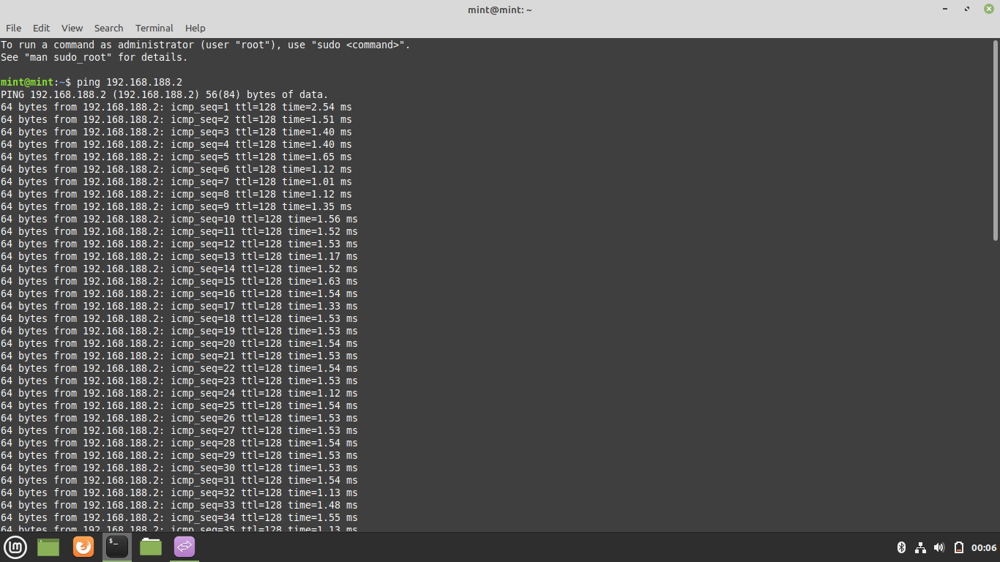 mint@mint: ~
File Edit View Search Terminal Help
To run a command as administrator (user "root"), use "sudo <command>".
See "man sudo_root" for details.
mint@mint:~$ ping 192.168.188.2
PING 192.168.188.2 (192.168.188.2) 56(84) bytes of data.
64 bytes from 192.168.188.2: icmp_seq=1 ttl=128 time=2.54 ms
64 bytes from 192.168.188.2: icmp_seq=2 ttl=128 time=1.51 ms
64 bytes from 192.168.188.2: icmp_seq=3 ttl=128 time=1.40 ms
64 bytes from 192.168.188.2: icmp_seq=4 ttl=128 time=1.40 ms
64 bytes from 192.168.188.2: icmp_seq=5 ttl=128 time=1.65 ms
64 bytes from 192.168.188.2: icmp_seq=6 ttl=128 time=1.12 ms
64 bytes from 192.168.188.2: icmp_seq=7 ttl=128 time=1.01 ms
64 bytes from 192.168.188.2: icmp_seq=8 ttl=128 time=1.12 ms
64 bytes from 192.168.188.2: icmp_seq=9 ttl=128 time=1.35 ms
64 bytes from 192.168.188.2: icmp_seq=10 ttl=128 time=1.56 ms
64 bytes from 192.168.188.2: icmp_seq=11 ttl=128 time=1.52 ms
64 bytes from 192.168.188.2: icmp_seq=12 ttl=128 time=1.53 ms
64 bytes from 192.168.188.2: icmp_seq=13 ttl=128 time=1.17 ms
64 bytes from 192.168.188.2: icmp_seq=14 ttl=128 time=1.52 ms
64 bytes from 192.168.188.2: icmp_seq=15 ttl=128 time=1.63 ms
64 bytes from 192.168.188.2: icmp_seq=16 ttl=128 time=1.54 ms
64 bytes from 192.168.188.2: icmp_seq=17 ttl=128 time=1.33 ms
64 bytes from 192.168.188.2: icmp_seq=18 ttl=128 time=1.53 ms
64 bytes from 192.168.188.2: icmp_seq=19 ttl=128 time=1.53 ms
64 bytes from 192.168.188.2: icmp_seq=20 ttl=128 time=1.54 ms
64 bytes from 192.168.188.2: icmp_seq=21 ttl=128 time=1.53 ms
64 bytes from 192.168.188.2: icmp_seq=22 ttl=128 time=1.54 ms
64 bytes from 192.168.188.2: icmp_seq=23 ttl=128 time=1.53 ms
64 bytes from 192.168.188.2: icmp_seq=24 ttl=128 time=1.12 ms
64 bytes from 192.168.188.2: icmp_seq=25 ttl=128 time=1.54 ms
64 bytes from 192.168.188.2: icmp_seq=26 ttl=128 time=1.53 ms
64 bytes from 192.168.188.2: icmp_seq=27 ttl=128 time=1.53 ms
64 bytes from 192.168.188.2: icmp_seq=28 ttl=128 time=1.54 ms
64 bytes from 192.168.188.2: icmp_seq=29 ttl=128 time=1.53 ms
64 bytes from 192.168.188.2: icmp_seq=30 ttl=128 time=1.53 ms
64 bytes from 192.168.188.2: icmp_seq=31 ttl=128 time=1.54 ms
64 bytes from 192.168.188.2: icmp_seq=32 ttl=128 time=1.13 ms
64 bytes from 192.168.188.2: icmp_seq=33 ttl=128 time=1.48 ms
64 bytes from 192.168.188.2: icmp_seq=34 ttl=128 time=1.55 ms
64 bytes from 192.168.188.2: icmp_seq=35 ttl=128 time=1.13 ms
00:06